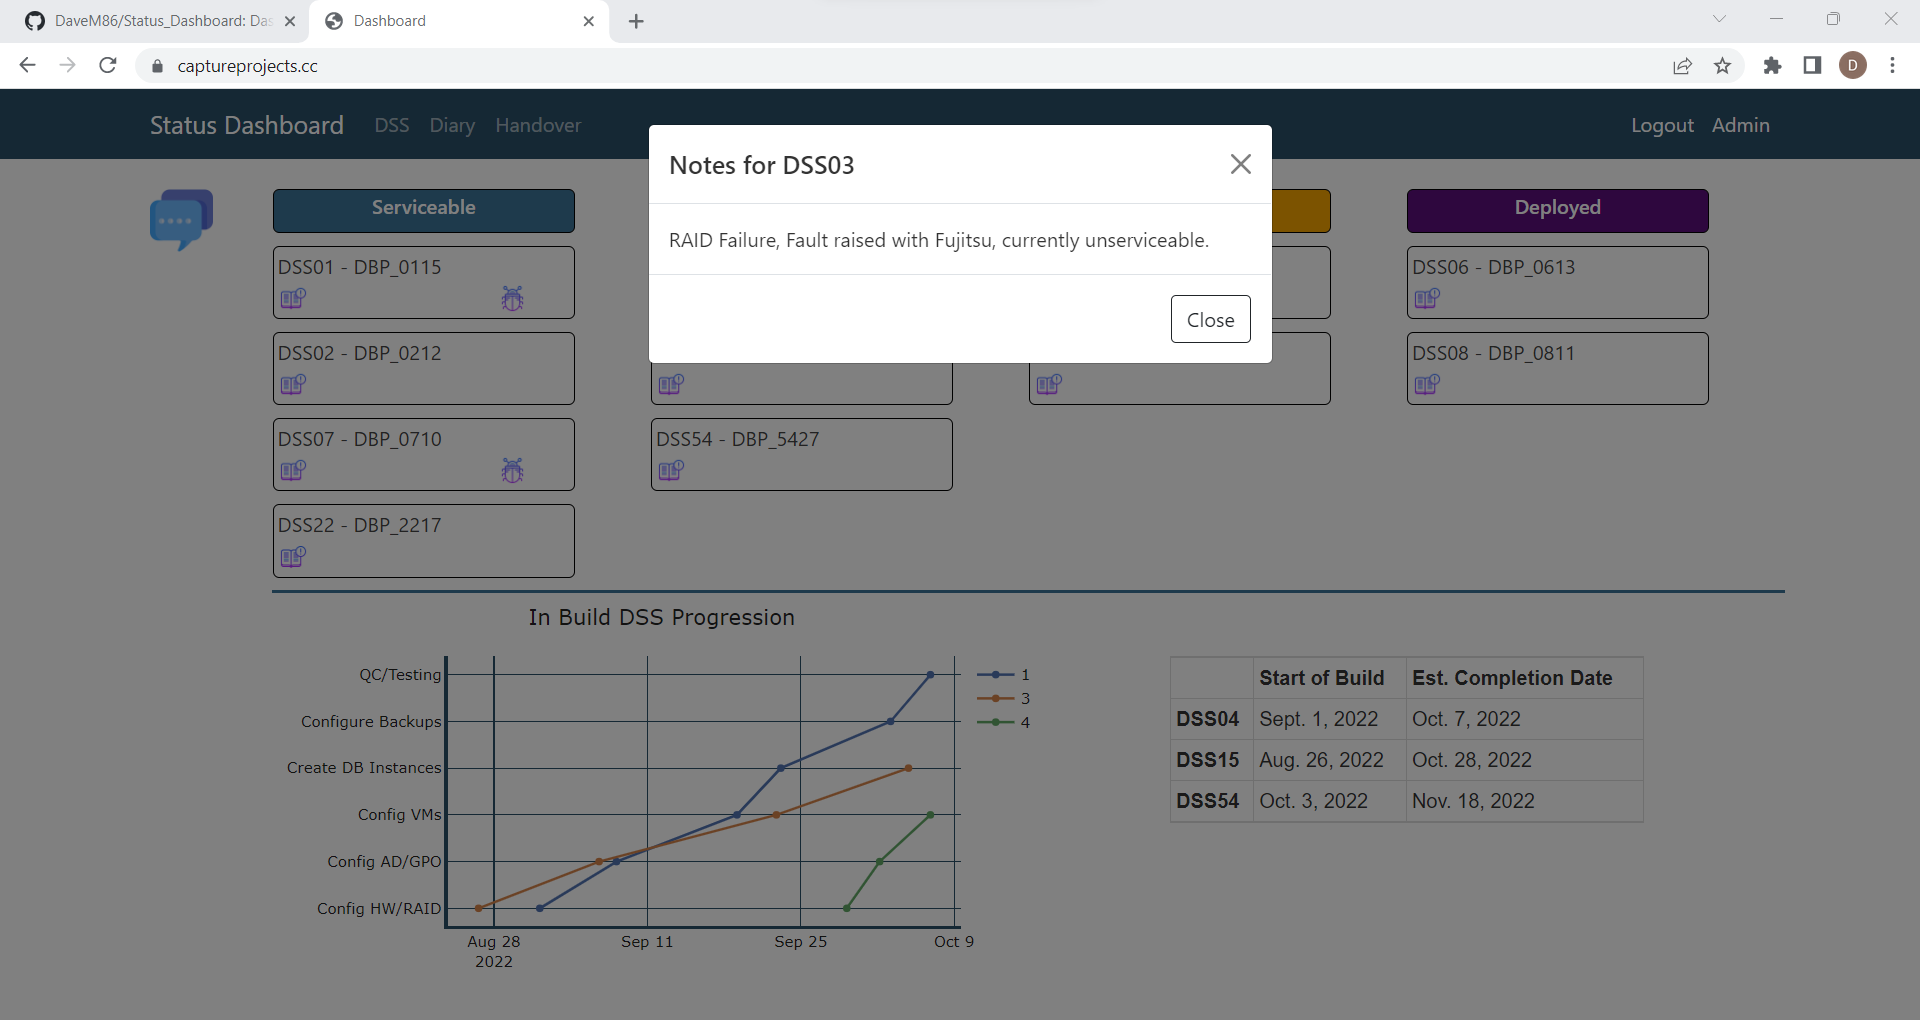 DaveM86/Status_Dashboard: Das
Dashboard
captureprojects.cc
D
Status Dashboard
DSS
Diary
Handover
Logout
Admin
Notes for DSS03
RAID Failure, Fault raised with Fujitsu, currently unserviceable.
Close
Serviceable
DSS01 - DBP_0115
DSS02 - DBP_0212
DSS07 - DBP_0710
DSS22 - DBP_2217
DSS54 - DBP_5427
Deployed
DSS06 - DBP_0613
DSS08 - DBP_0811
In Build DSS Progression
QC/Testing
Configure Backups
Create DB Instances
Config VMs
Config AD/GPO
Config HW/RAID
Aug 28
2022
Sep 11
Sep 25
Oct 9
1
3
4
Start of Build Est. Completion Date
DSS04 Sept. 1, 2022 Oct. 7, 2022
DSS15 Aug. 26, 2022 Oct. 28, 2022
DSS54 Oct. 3, 2022 Nov. 18, 2022